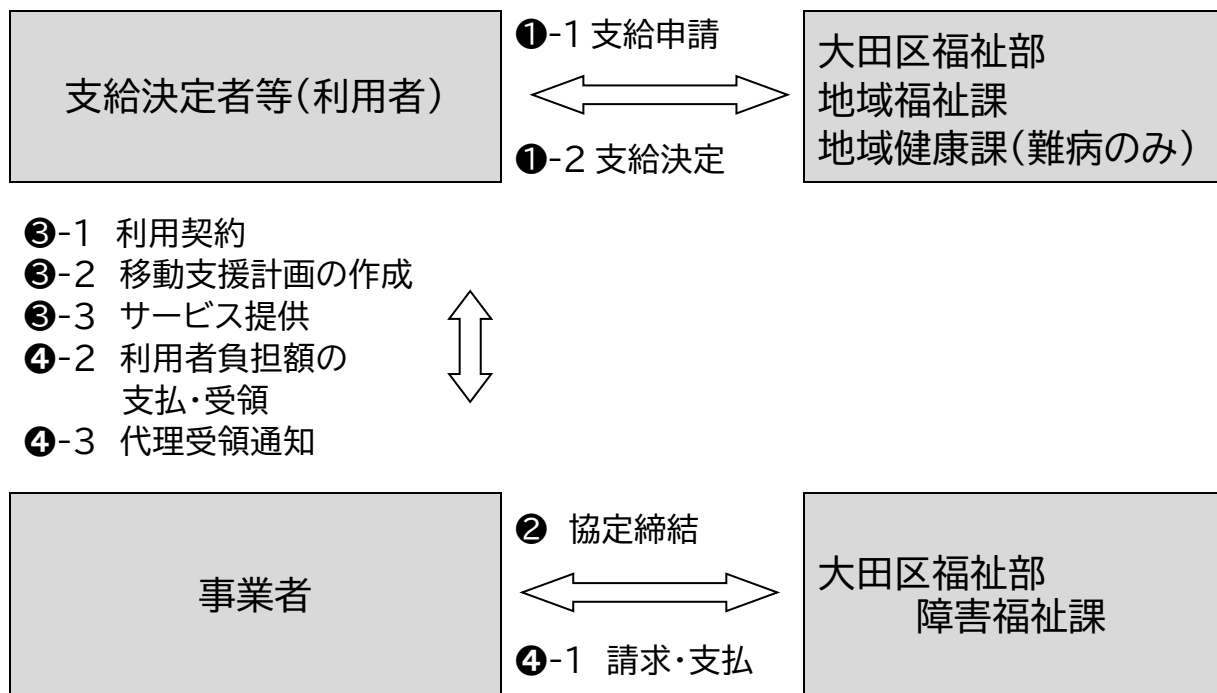 支給決定者等(利用者)
❶-1 支給申請
❶-2 支給決定
大田区福祉部
地域福祉課
地域健康課(難病のみ)
❸-1 利用契約
❸-2 移動支援計画の作成
❸-3 サービス提供
❹-2 利用者負担額の
支払・受領
❹-3 代理受領通知
事業者
❷ 協定締結
❹-1 請求・支払
大田区福祉部
障害福祉課